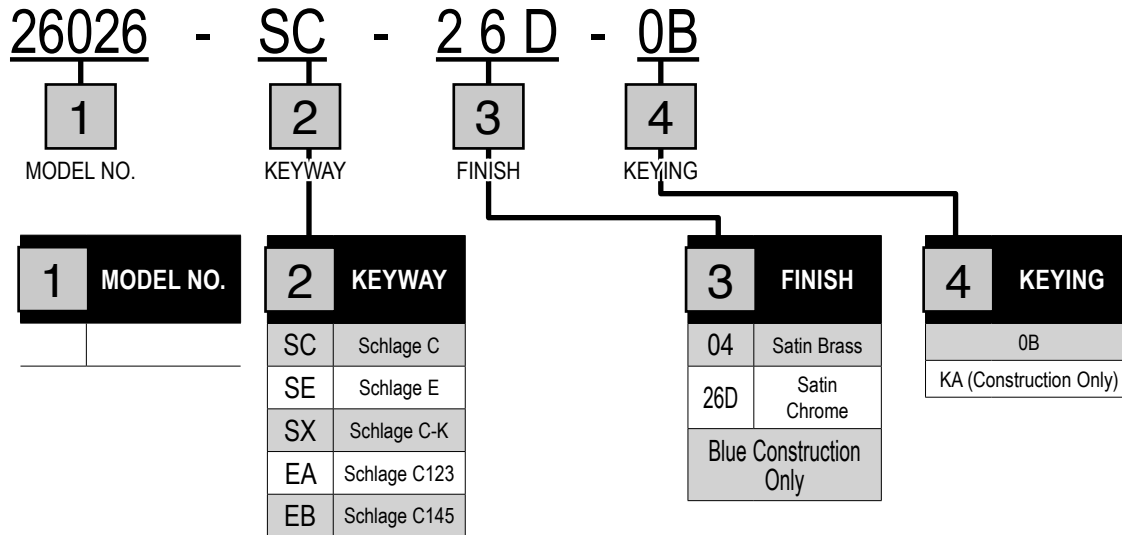 26026 - SC - 26D - 0B
1 2 3 4
MODEL NO. KEYWAY FINISH KEYING
1 MODEL NO.
2 KEYWAY
SC Schlage C
SE Schlage E
SX Schlage C-K
EA Schlage C123
EB Schlage C145
3 FINISH
04 Satin Brass
26D Satin
Chrome
Blue Construction
Only
4 KEYING
0B
KA (Construction Only)